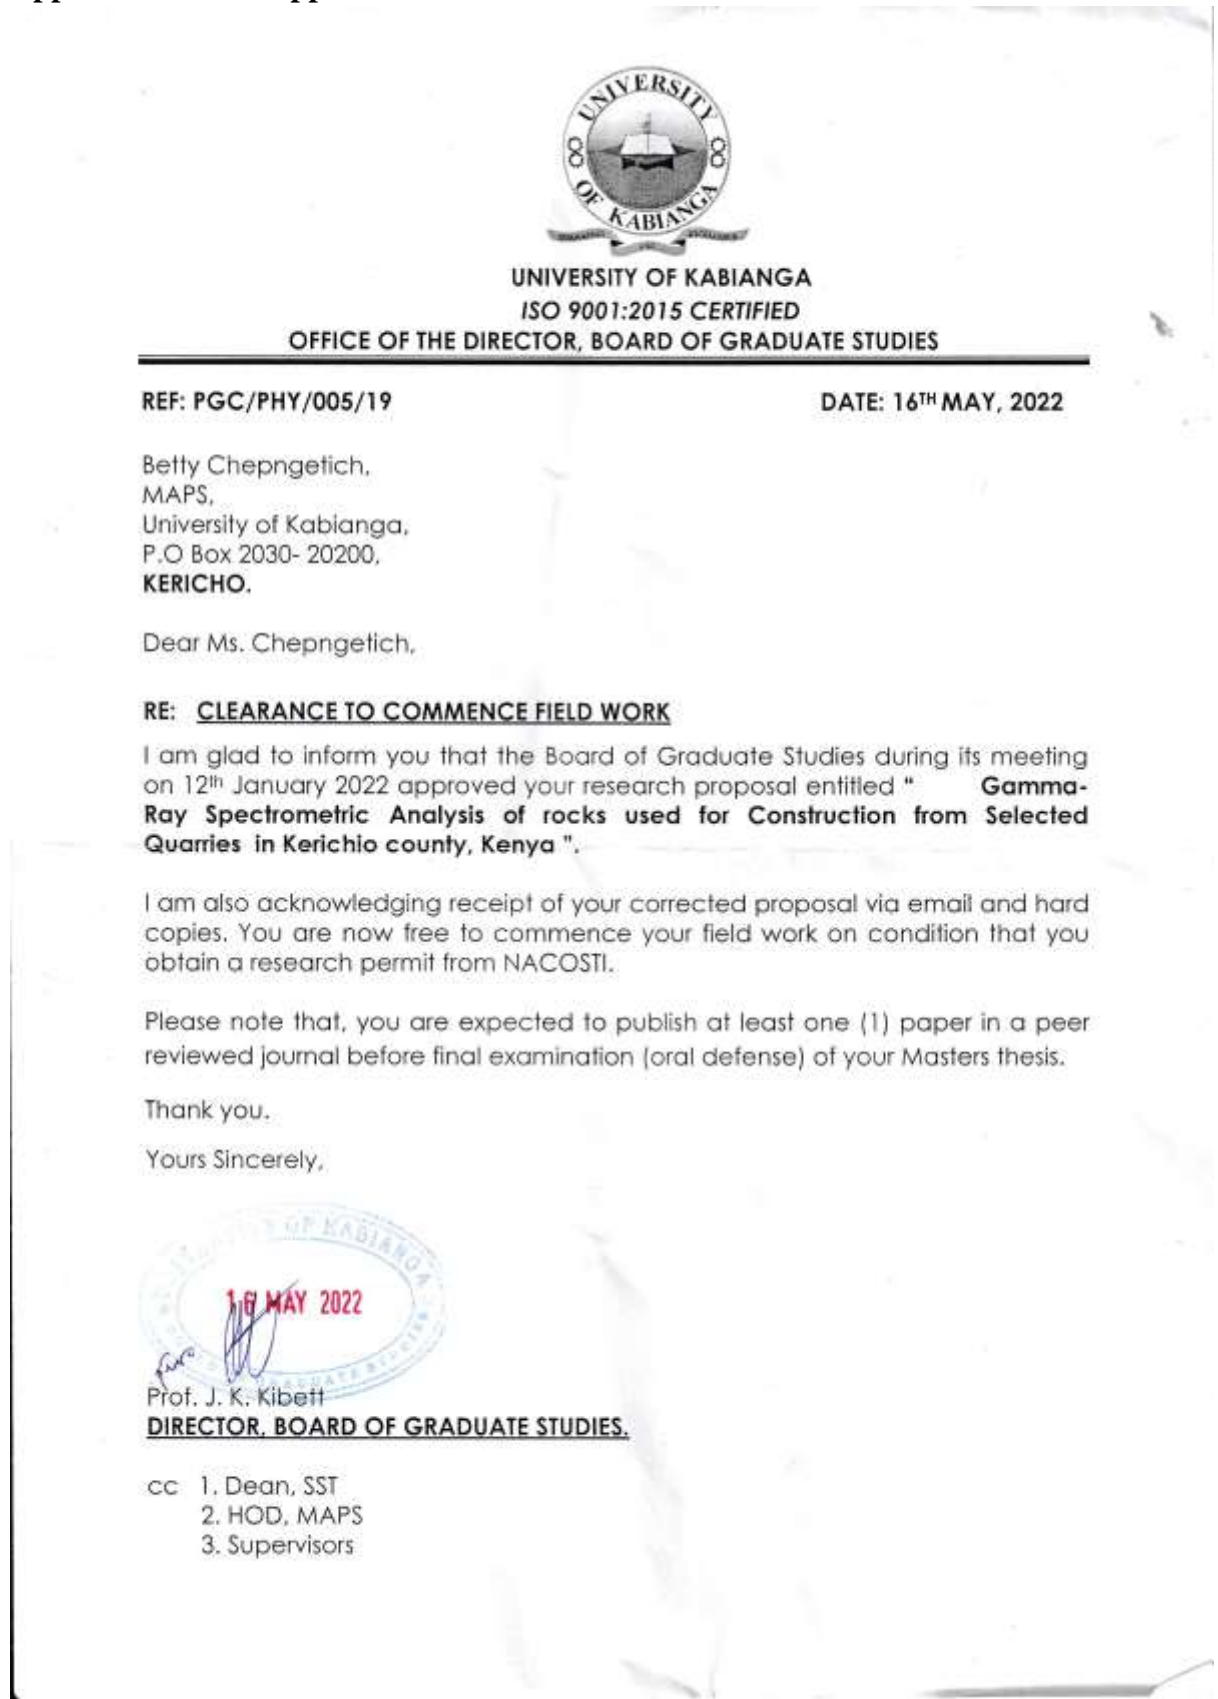 UNIVERSITY
OF KABIANGA
UNIVERSITY OF KABIANGA
ISO 9001:2015 CERTIFIED
OFFICE OF THE DIRECTOR, BOARD OF GRADUATE STUDIES
REF: PGC/PHY/005/19 DATE: 16TH MAY, 2022
Betty Chepngetich,
MAPS,
University of Kabianga,
P.O Box 2030- 20200,
KERICHO.
Dear Ms. Chepngetich,
RE: CLEARANCE TO COMMENCE FIELD WORK
I am glad to inform you that the Board of Graduate Studies during its meeting
on 12th January 2022 approved your research proposal entitled " Gamma-
Ray Spectrometric Analysis of rocks used for Construction from Selected
Quarries in Kerichio county, Kenya ".
I am also acknowledging receipt of your corrected proposal via email and hard
copies. You are now free to commence your field work on condition that you
obtain a research permit from NACOSTI.
Please note that, you are expected to publish at least one (1) paper in a peer
reviewed journal before final examination (oral defense) of your Masters thesis.
Thank you.
Yours Sincerely,
OF KABIANGA
16 MAY 2022
GRADUATE STUDIES
Prof. J. K. Kibett
DIRECTOR, BOARD OF GRADUATE STUDIES.
cc 1. Dean, SST
2. HOD, MAPS
3. Supervisors